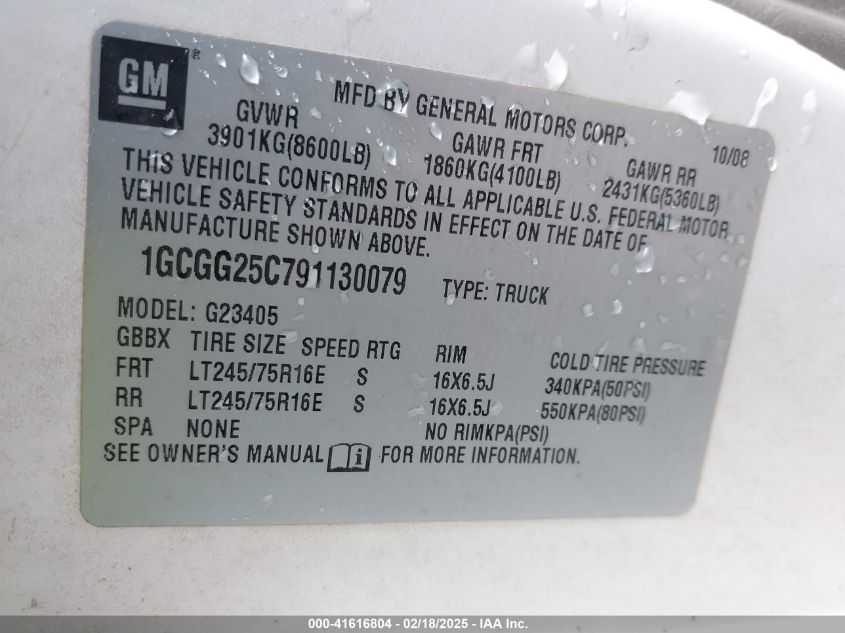 GM ®
MFD BY GENERAL MOTORS CORP. 10/08
GVWR GAWR FRT GAWR RR
3901KG(8600LB) 1860KG(4100LB) 2431KG(5360LB)
THIS VEHICLE CONFORMS TO ALL APPLICABLE U.S. FEDERAL MOTOR
VEHICLE SAFETY STANDARDS IN EFFECT ON THE DATE OF
MANUFACTURE SHOWN ABOVE.
1GCGG25C791130079 TYPE: TRUCK
MODEL: G23405
GBBX TIRE SIZE SPEED RTG RIM COLD TIRE PRESSURE
FRT LT245/75R16E S 16X6.5J 340KPA(50PSI)
RR LT245/75R16E S 16X6.5J 550KPA(80PSI)
SPA NONE NO RIMKPA(PSI)
SEE OWNER'S MANUAL i FOR MORE INFORMATION.
000-41616804 - 02/18/2025 - IAA Inc.